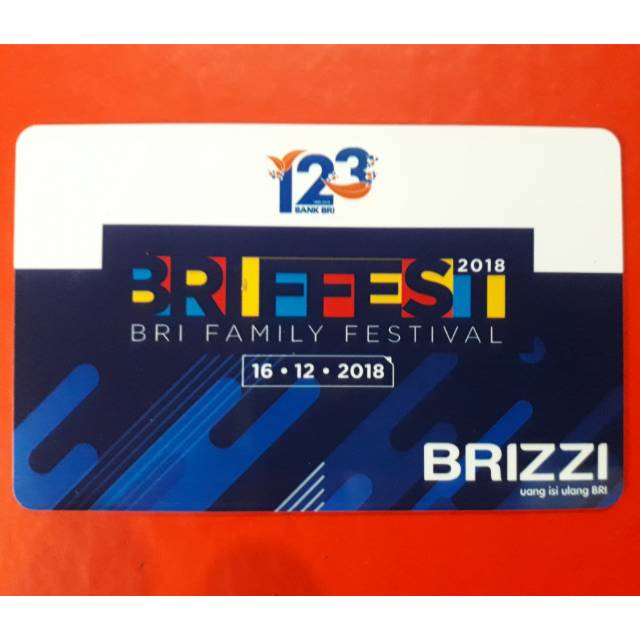 123
BANK BRI
BRIFFEST 2018
BRI FAMILY FESTIVAL
16 • 12 • 2018
BRIZZI
uang isi ulang BRI